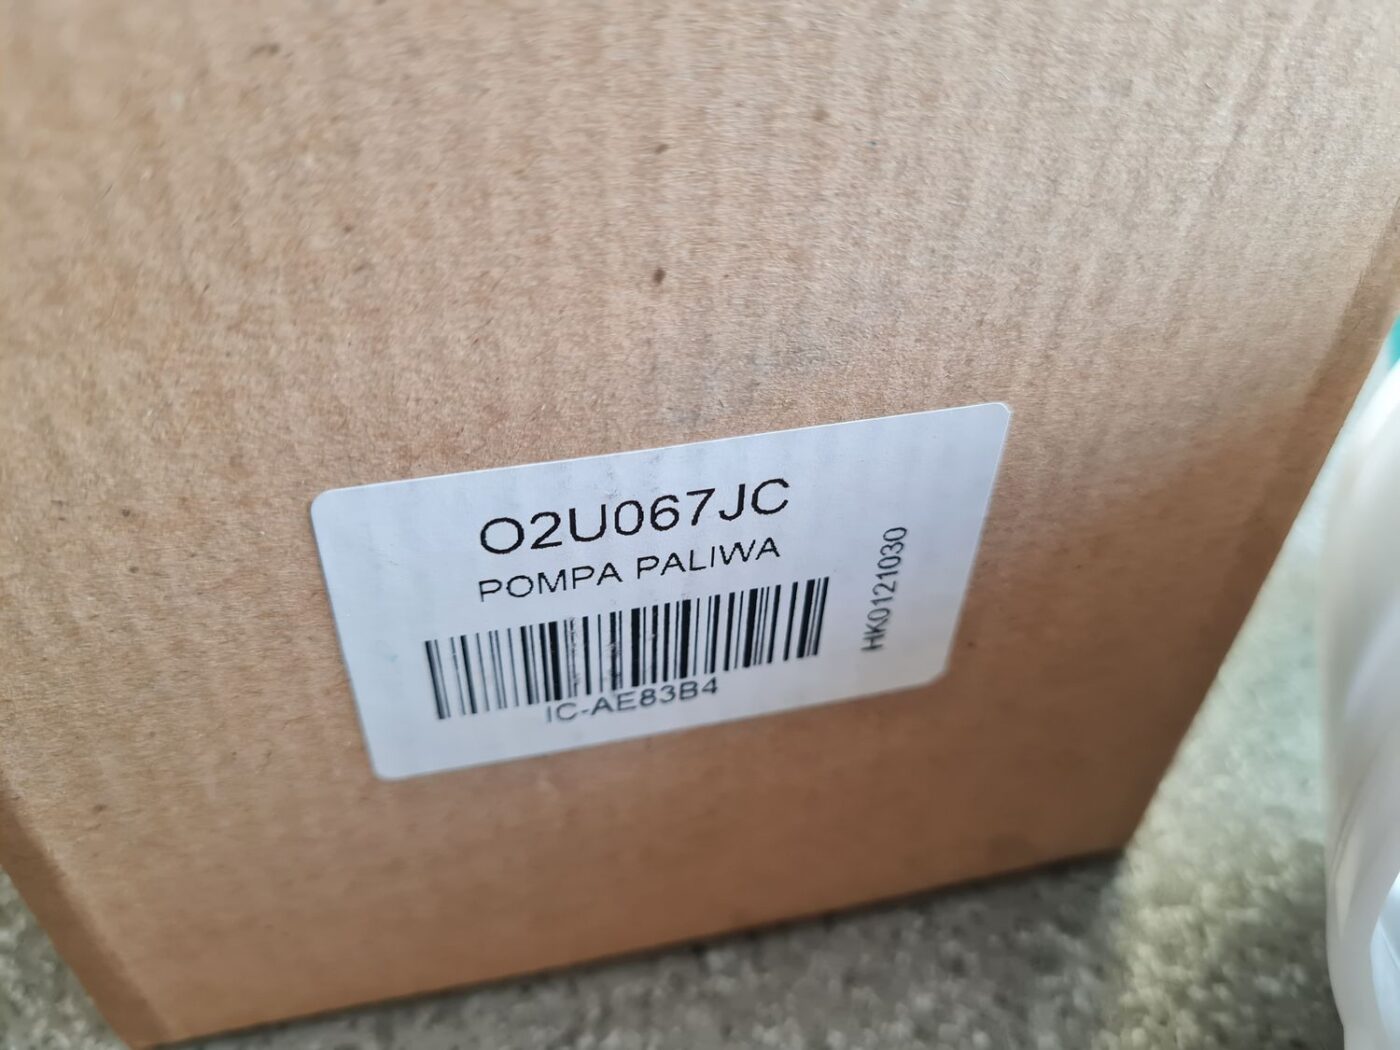 O2U067JC
POMPA PALIWA
IC-AE83B4
HK0121030